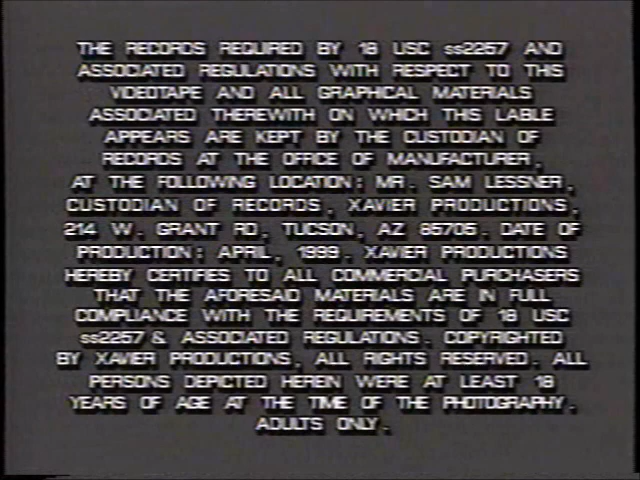 THE RECORDS REQUIRED BY 18 USC ss2257 AND
ASSOCIATED REGULATIONS WITH RESPECT TO THIS
VIDEOTAPE AND ALL GRAPHICAL MATERIALS
ASSOCIATED THEREWITH ON WHICH THIS LABLE
APPEARS ARE KEPT BY THE CUSTODIAN OF
RECORDS AT THE OFFICE OF MANUFACTURER,
AT THE FOLLOWING LOCATION: MR. SAM LESSNER,
CUSTODIAN OF RECORDS, XAVIER PRODUCTIONS,
214 W. GRANT RD, TUCSON, AZ 85705. DATE OF
PRODUCTION: APRIL, 1999. XAVIER PRODUCTIONS
HEREBY CERTIFIES TO ALL COMMERCIAL PURCHASERS
THAT THE AFORESAID MATERIALS ARE IN FULL
COMPLIANCE WITH THE REQUIREMENTS OF 18 USC
ss2257 & ASSOCIATED REGULATIONS. COPYRIGHTED
BY XAVIER PRODUCTIONS, ALL RIGHTS RESERVED. ALL
PERSONS DEPICTED HEREIN WERE AT LEAST 18
YEARS OF AGE AT THE TIME OF THE PHOTOGRAPHY.
ADULTS ONLY.